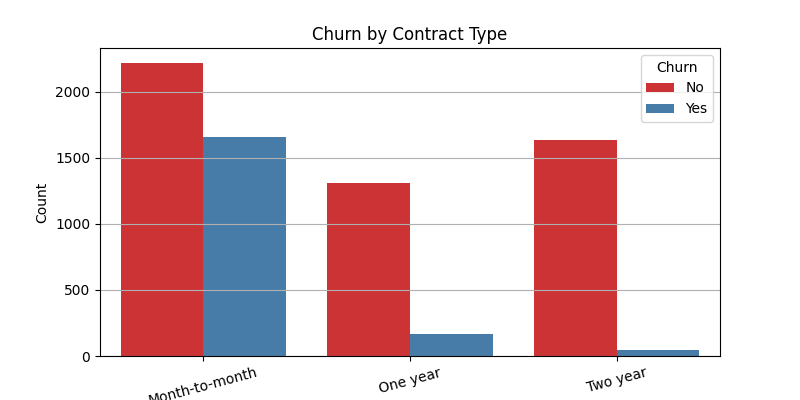 Churn by Contract Type
Churn
No
Yes
Count
2000
1500
1000
500
0
Month-to-month
One year
Two year